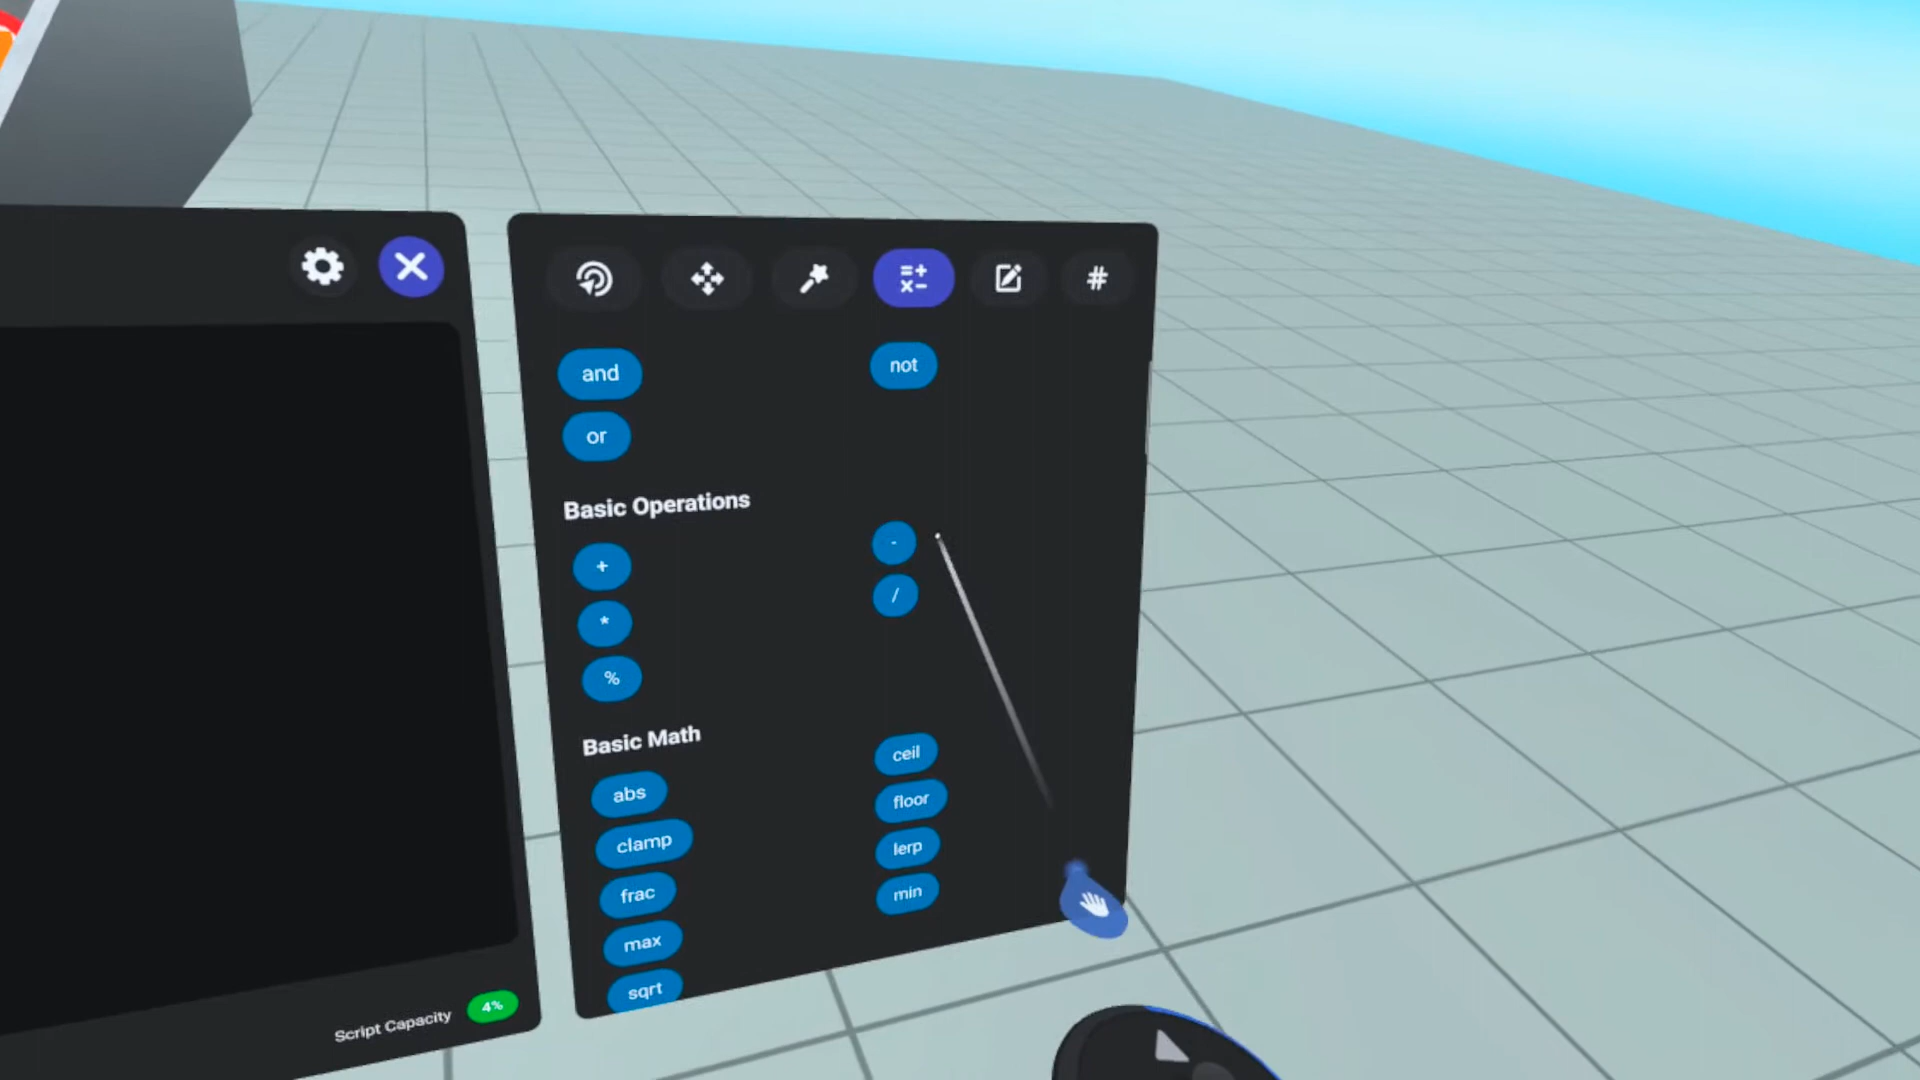 and
not
or
Basic Operations
+
-
*
/
%
Basic Math
abs
ceil
clamp
floor
frac
lerp
max
min
sqrt
Script Capacity 4%